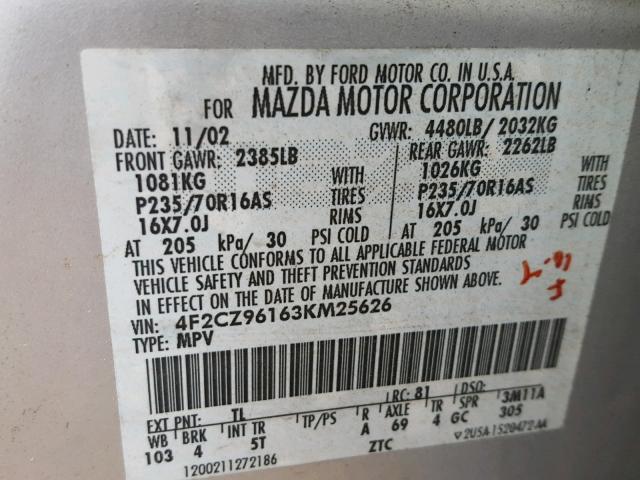 MFD. BY FORD MOTOR CO. IN U.S.A.
FOR MAZDA MOTOR CORPORATION
DATE: 11/02 GVWR: 4480LB/ 2032KG
FRONT GAWR: 2385LB REAR GAWR: 2262LB
1081KG WITH 1026KG WITH
P235/70R16AS TIRES P235/70R16AS TIRES
16X7.0J RIMS 16X7.0J RIMS
AT 205 kPa/ 30 PSI COLD AT 205 kPa/ 30 PSI COLD
THIS VEHICLE CONFORMS TO ALL APPLICABLE FEDERAL MOTOR
VEHICLE SAFETY AND THEFT PREVENTION STANDARDS
IN EFFECT ON THE DATE OF MANUFACTURE SHOWN ABOVE.
VIN: 4F2CZ96163KM25626
TYPE: MPV
EXT PNT: TL RC: 81 DSO: 3M11A
WB BRK INT TR TP/PS R AXLE TR SPR
103 4 5T A 69 4 GC 305
1200211272186 ZTC